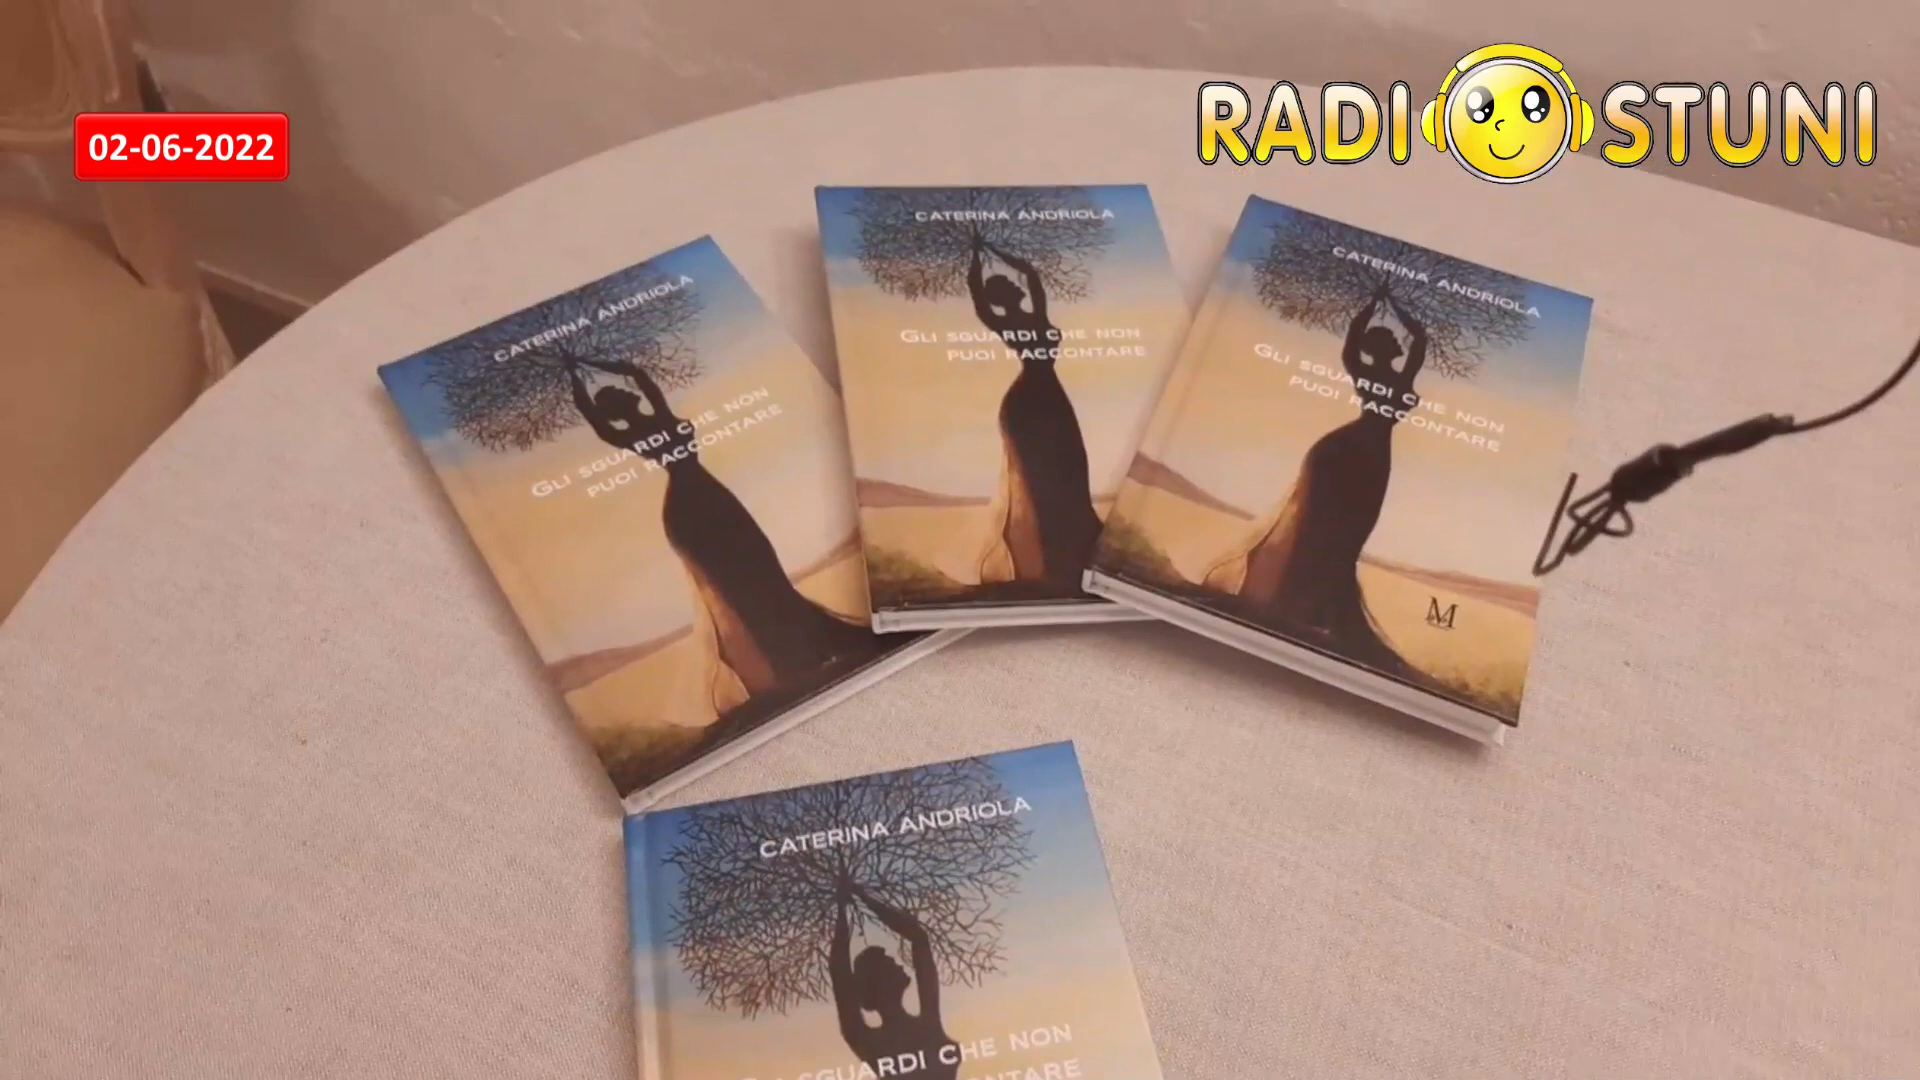 02-06-2022
RADIOSTUNI
CATERINA ANDRIOLA
GLI SGUARDI CHE NON
PUOI RACCONTARE
CATERINA ANDRIOLA
GLI SGUARDI CHE NON
PUOI RACCONTARE
CATERINA ANDRIOLA
GLI SGUARDI CHE NON
PUOI RACCONTARE
M
CATERINA ANDRIOLA
SGUARDI CHE NON